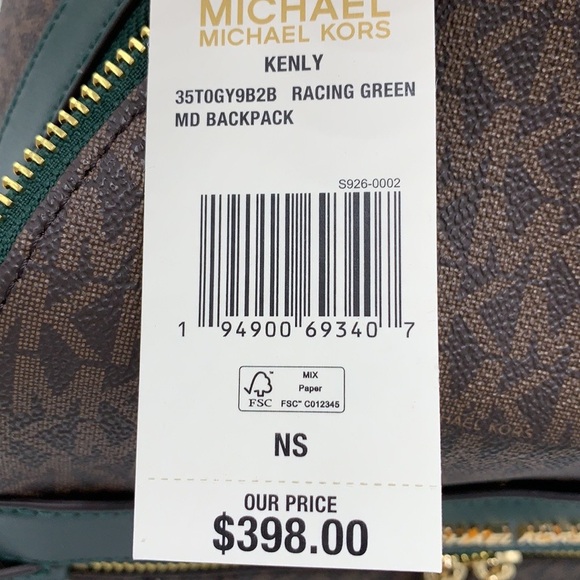 MICHAEL
MICHAEL KORS
KENLY
35T0GY9B2B RACING GREEN
MD BACKPACK
S926-0002
1 94900 69340 7
FSC
MIX
Paper
FSC™ C012345
NS
OUR PRICE
$398.00